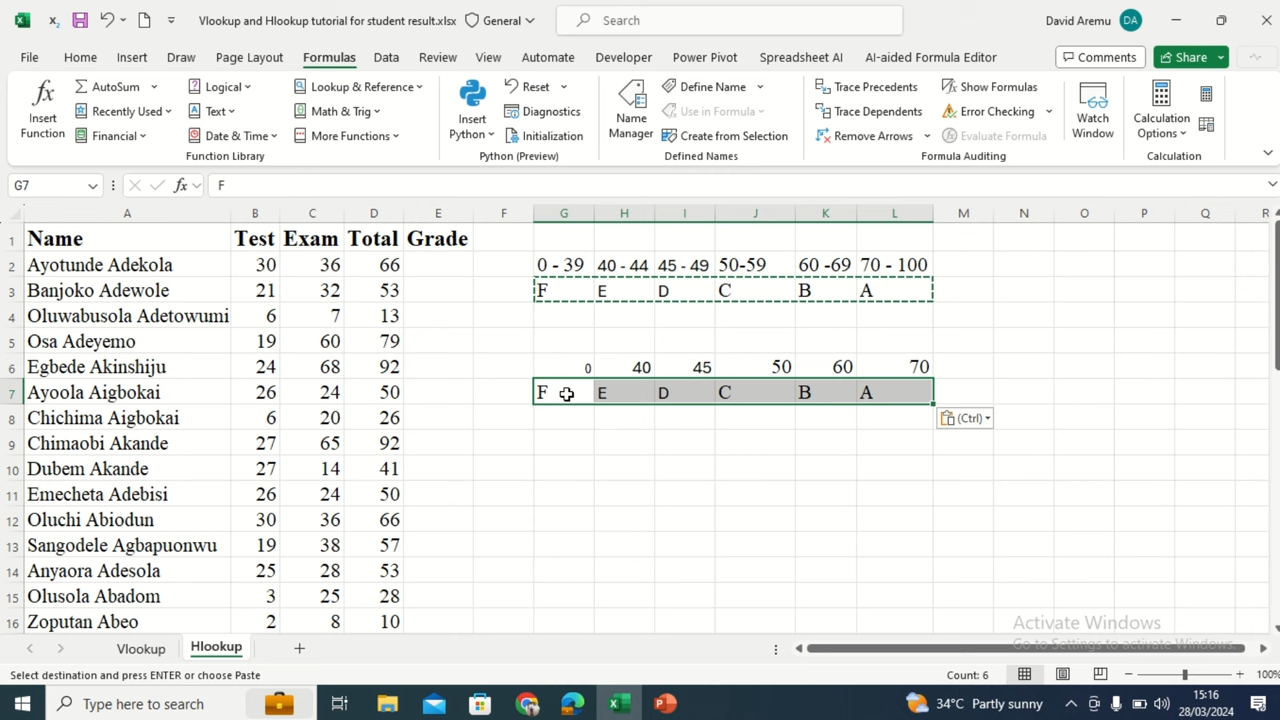 Vlookup and Hlookup tutorial for student result.xlsx General Search David Aremu DA
File Home Insert Draw Page Layout Formulas Data Review View Automate Developer Power Pivot Spreadsheet AI AI-aided Formula Editor Comments Share
AutoSum Logical Lookup & Reference Reset Define Name Trace Precedents Show Formulas
Recently Used Text Math & Trig Diagnostics Use in Formula Trace Dependents Error Checking
Financial Date & Time More Functions Initialization Create from Selection Remove Arrows Evaluate Formula
Insert Function Insert Python Name Manager Watch Window Calculation Options
Function Library Python (Preview) Defined Names Formula Auditing Calculation
G7 fx F
A B C D E F G H I J K L M N O P Q R
1 Name Test Exam Total Grade
2 Ayotunde Adekola 30 36 66 0 - 39 40 - 44 45 - 49 50-59 60 -69 70 - 100
3 Banjoko Adewole 21 32 53 F E D C B A
4 Oluwabusola Adetowumi 6 7 13
5 Osa Adeyemo 19 60 79
6 Egbede Akinshiju 24 68 92 0 40 45 50 60 70
7 Ayoola Aigbokai 26 24 50 F E D C B A
8 Chichima Aigbokai 6 20 26 (Ctrl)
9 Chimaobi Akande 27 65 92
10 Dubem Akande 27 14 41
11 Emecheta Adebisi 26 24 50
12 Oluchi Abiodun 30 36 66
13 Sangodele Agbapuonwu 19 38 57
14 Anyaora Adesola 25 28 53
15 Olusola Abadom 3 25 28
16 Zoputan Abeo 2 8 10
Activate Windows
Go to Settings to activate Windows.
Vlookup Hlookup
Select destination and press ENTER or choose Paste Count: 6 100%
Type here to search 34°C Partly sunny 15:16
28/03/2024